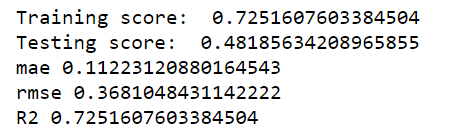 Training score:  0.7251607603384504
Testing score:  0.48185634208965855
mae 0.11223120880164543
rmse 0.3681048431142222
R2 0.7251607603384504